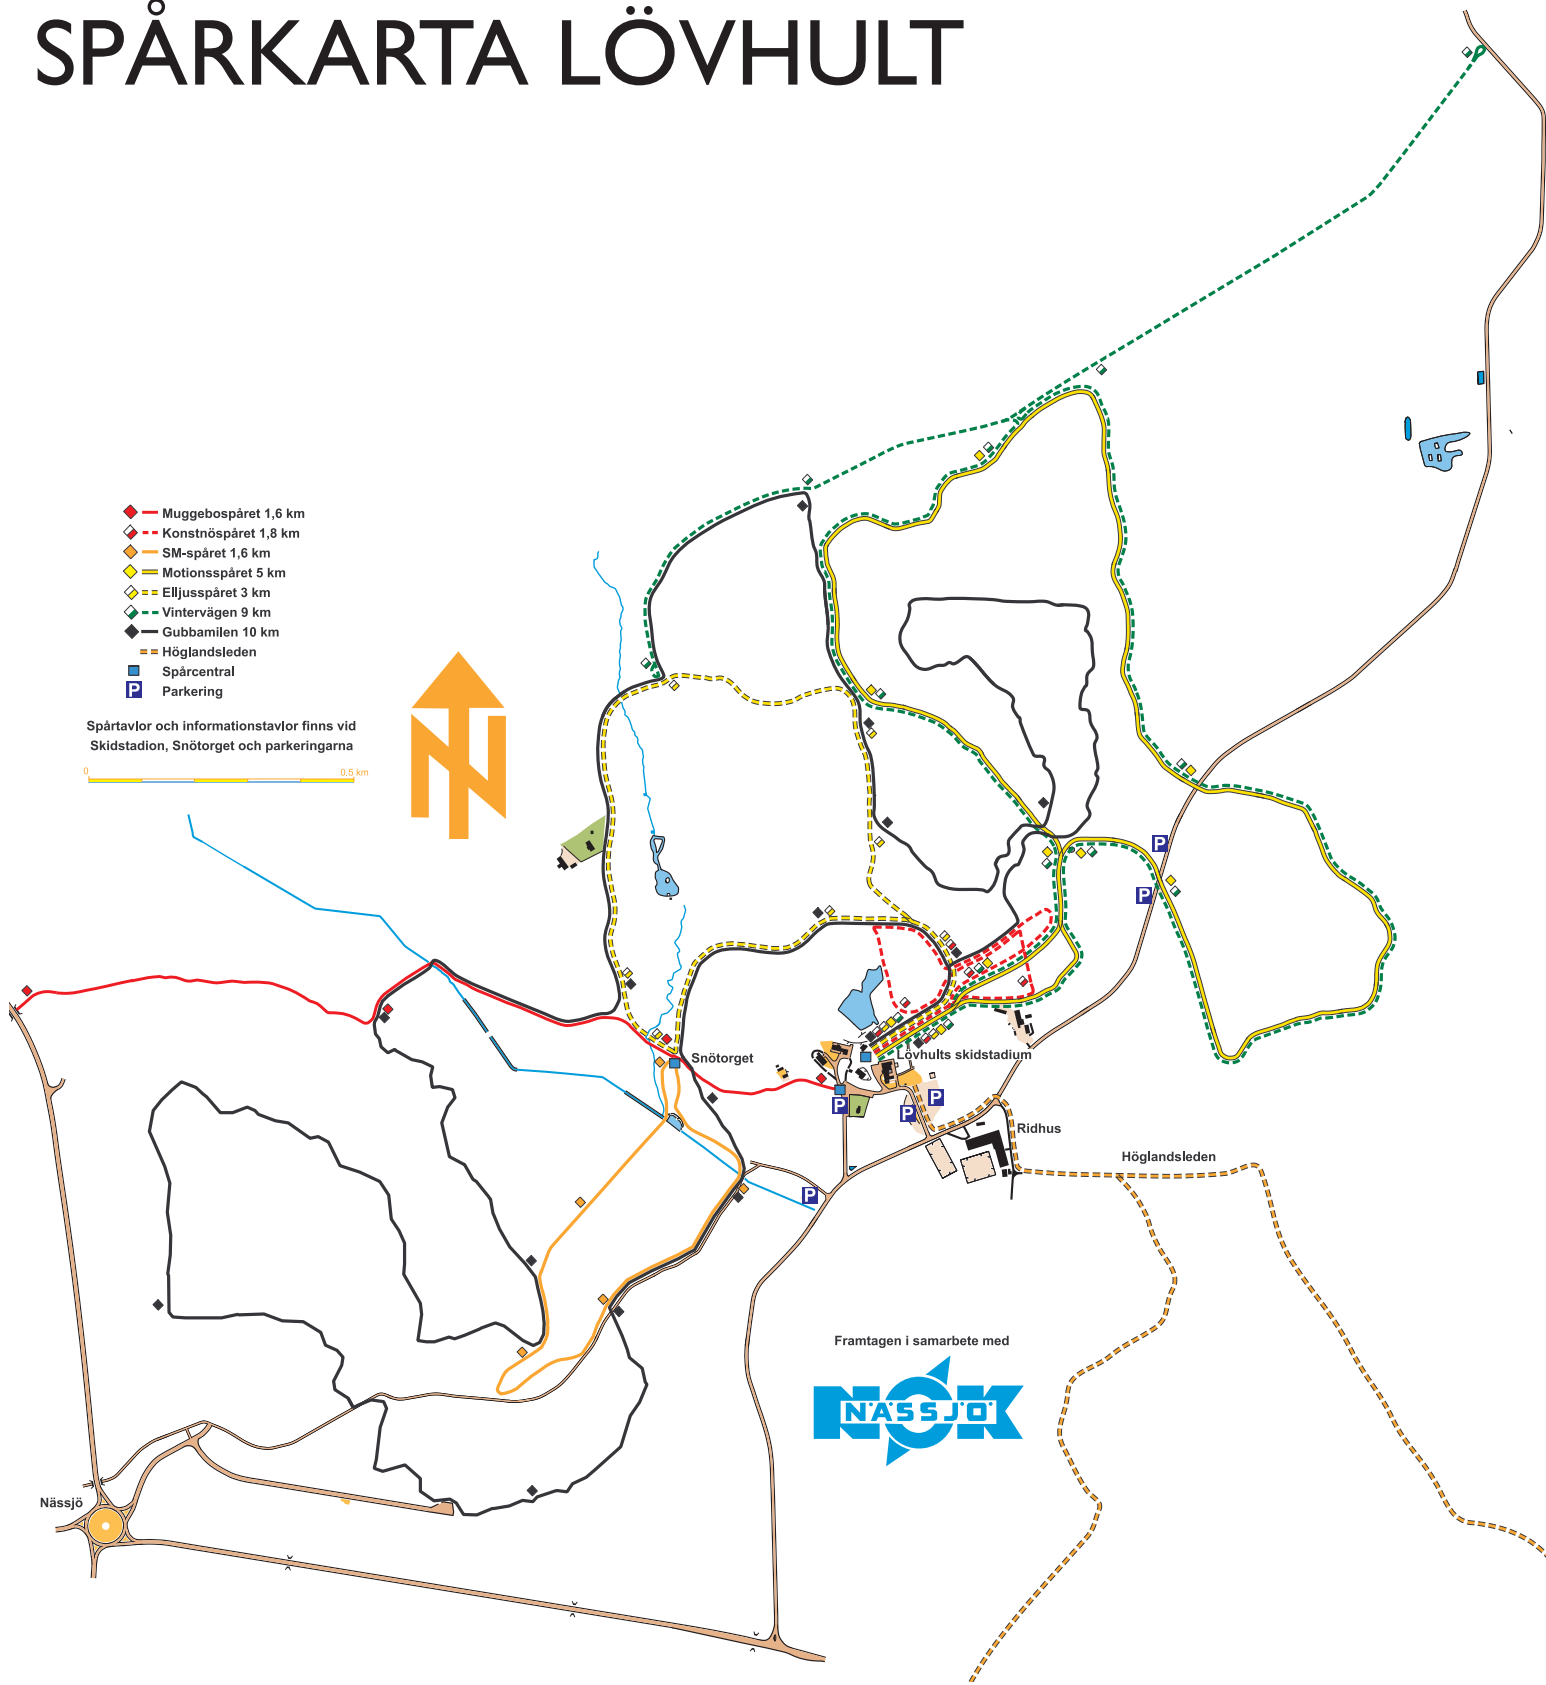 SPÅRKARTA LÖVHULT
Muggebospåret 1,6 km
Konstnöspåret 1,8 km
SM-spåret 1,6 km
Motionsspåret 5 km
Elljusspåret 3 km
Vintervägen 9 km
Gubbamilen 10 km
Höglandsleden
Spårcentral
P Parkering
Spårtavlor och informationstavlor finns vid
Skidstadion, Snötorget och parkeringarna
0 0,5 km
P
P
Snötorget
Lövhults skidstadium
P
P
P
Ridhus
Höglandsleden
P
Framtagen i samarbete med
NOK
NÄSSJÖ
Nässjö